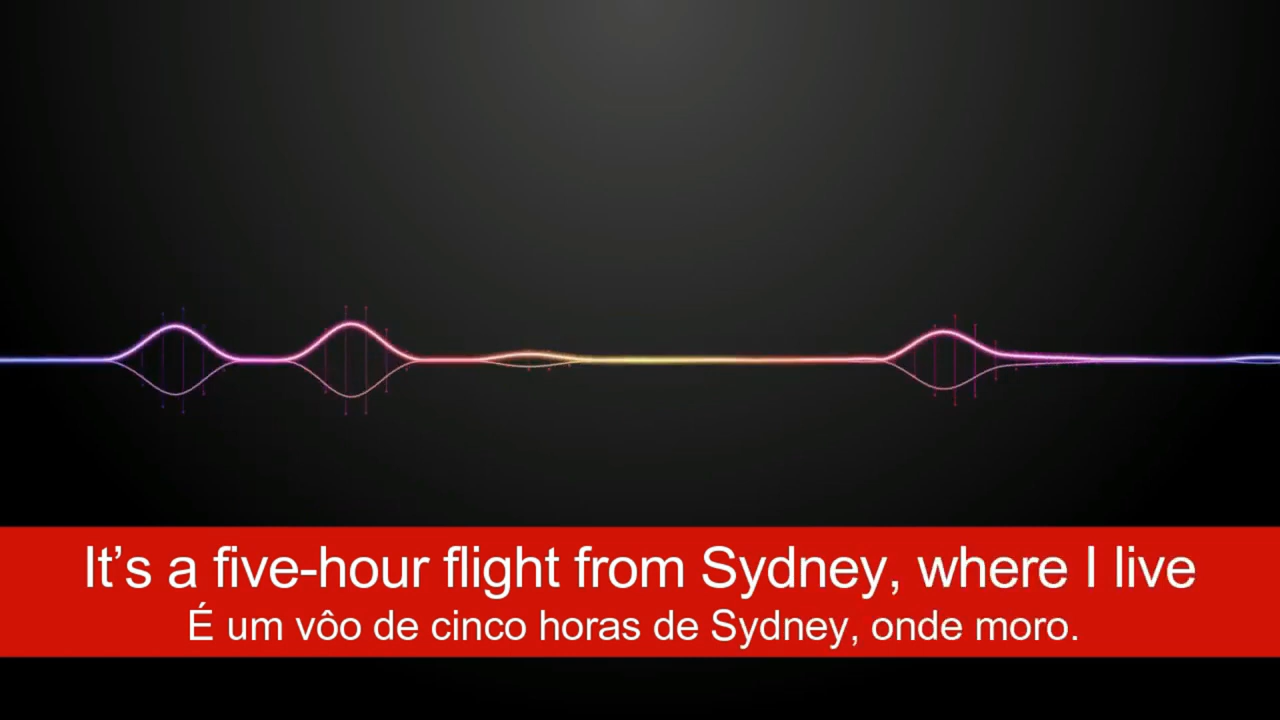 It’s a five-hour flight from Sydney, where I live
É um vôo de cinco horas de Sydney, onde moro.